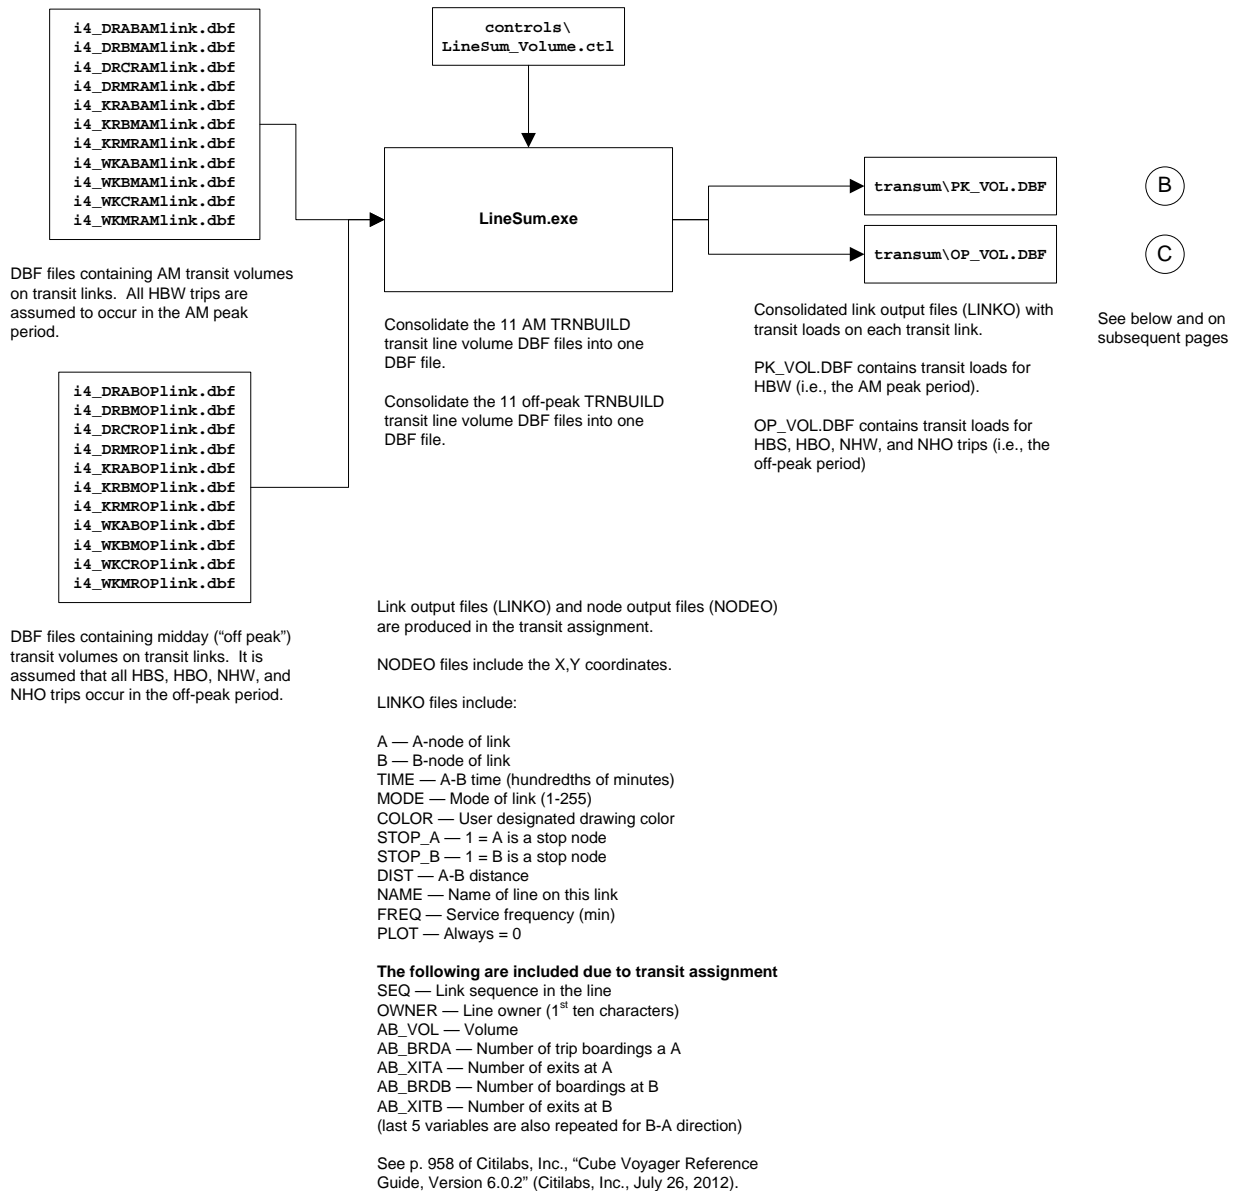 i4_DRABAMlink.dbf
i4_DRBMAMlink.dbf
i4_DRCRAMlink.dbf
i4_DRMRAMlink.dbf
i4_KRABAMlink.dbf
i4_KRBMAMlink.dbf
i4_KRMRAMlink.dbf
i4_WKABAMlink.dbf
i4_WKBMAMlink.dbf
i4_WKCRAMlink.dbf
i4_WKMRAMlink.dbf
DBF files containing AM transit volumes
on transit links.  All HBW trips are
assumed to occur in the AM peak
period.
i4_DRABOPlink.dbf
i4_DRBMOPlink.dbf
i4_DRCROPlink.dbf
i4_DRMROPlink.dbf
i4_KRABOPlink.dbf
i4_KRBMOPlink.dbf
i4_KRMROPlink.dbf
i4_WKABOPlink.dbf
i4_WKBMOPlink.dbf
i4_WKCROPlink.dbf
i4_WKMROPlink.dbf
DBF files containing midday (“off peak”)
transit volumes on transit links.  It is
assumed that all HBS, HBO, NHW, and
NHO trips occur in the off-peak period.
controls\
LineSum_Volume.ctl
LineSum.exe
Consolidate the 11 AM TRNBUILD
transit line volume DBF files into one
DBF file.
Consolidate the 11 off-peak TRNBUILD
transit line volume DBF files into one
DBF file.
transum\PK_VOL.DBF
B
transum\OP_VOL.DBF
C
Consolidated link output files (LINKO) with
transit loads on each transit link.
PK_VOL.DBF contains transit loads for
HBW (i.e., the AM peak period).
OP_VOL.DBF contains transit loads for
HBS, HBO, NHW, and NHO trips (i.e., the
off-peak period)
See below and on
subsequent pages
Link output files (LINKO) and node output files (NODEO)
are produced in the transit assignment.
NODEO files include the X,Y coordinates.
LINKO files include:
A — A-node of link
B — B-node of link
TIME — A-B time (hundredths of minutes)
MODE — Mode of link (1-255)
COLOR — User designated drawing color
STOP_A — 1 = A is a stop node
STOP_B — 1 = B is a stop node
DIST — A-B distance
NAME — Name of line on this link
FREQ — Service frequency (min)
PLOT — Always = 0
The following are included due to transit assignment
SEQ — Link sequence in the line
OWNER — Line owner (1st ten characters)
AB_VOL — Volume
AB_BRDA — Number of trip boardings a A
AB_XITA — Number of exits at A
AB_BRDB — Number of boardings at B
AB_XITB — Number of exits at B
(last 5 variables are also repeated for B-A direction)
See p. 958 of Citilabs, Inc., “Cube Voyager Reference
Guide, Version 6.0.2” (Citilabs, Inc., July 26, 2012).